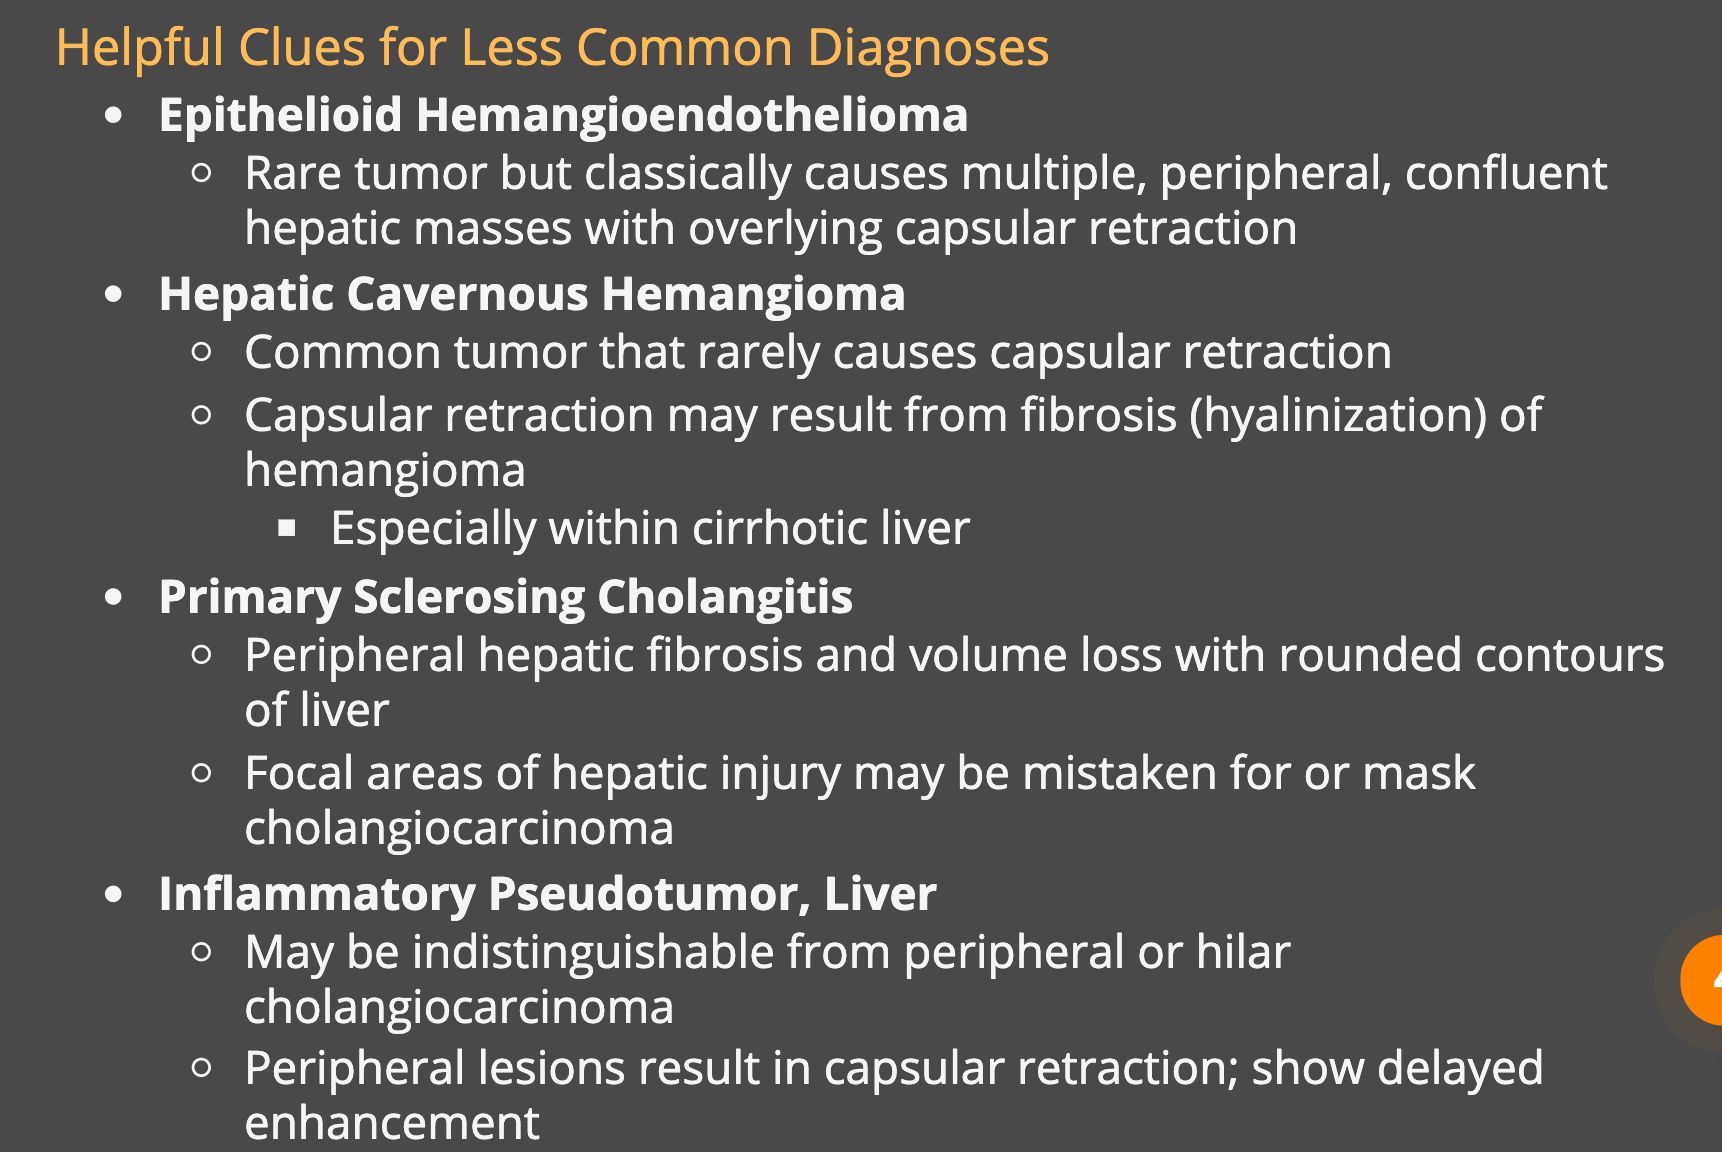 Helpful Clues for Less Common Diagnoses
• Epithelioid Hemangioendothelioma
○ Rare tumor but classically causes multiple, peripheral, confluent
hepatic masses with overlying capsular retraction
• Hepatic Cavernous Hemangioma
○ Common tumor that rarely causes capsular retraction
○ Capsular retraction may result from fibrosis (hyalinization) of
hemangioma
▪ Especially within cirrhotic liver
• Primary Sclerosing Cholangitis
○ Peripheral hepatic fibrosis and volume loss with rounded contours
of liver
○ Focal areas of hepatic injury may be mistaken for or mask
cholangiocarcinoma
• Inflammatory Pseudotumor, Liver
○ May be indistinguishable from peripheral or hilar
cholangiocarcinoma
○ Peripheral lesions result in capsular retraction; show delayed
enhancement